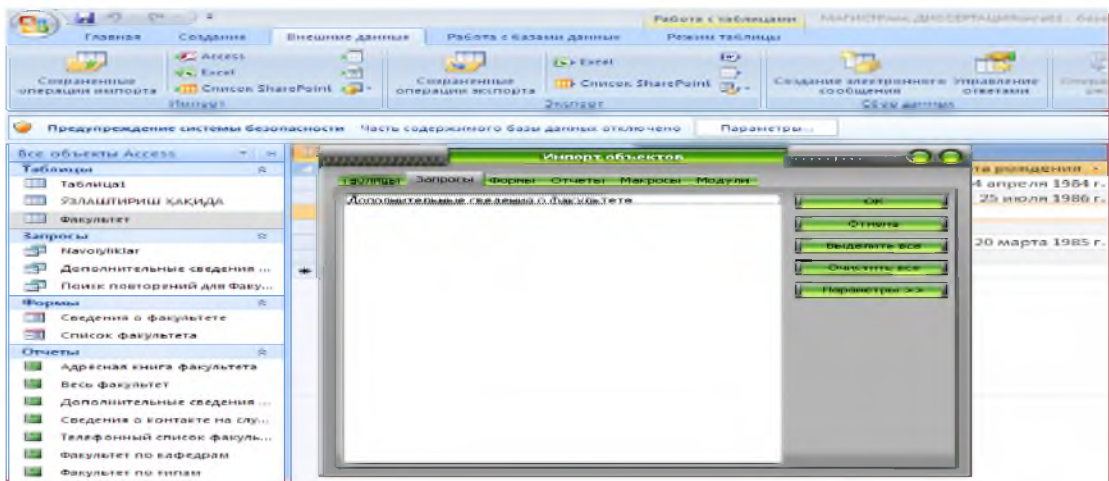 Работа с таблицами
Главная Создание Внешние данные Работа с базами данных Режим таблицы
Сохраненные операции импорта
Access
Excel
Список SharePoint
Импорт
Сохраненные операции экспорта
Excel
Список SharePoint
Экспорт
Создание электронного сообщения
Управление ответами
Сбор данных
Предупреждение системы безопасности Часть содержимого базы данных отключено Параметры...
Все объекты Access
Таблицы
Таблица1
ЎЗЛАШТИРИШ ҲАҚИДА
Факультет
Запросы
Navoiyliklar
Дополнительные сведения ...
Поиск повторений для Факу...
Формы
Сведения о факультете
Список факультета
Отчеты
Адресная книга факультета
Весь факультет
Дополнительные сведения ...
Сведения о контакте на слу...
Телефонный список факуль...
Факультет по кафедрам
Факультет по типам
Импорт объектов
Таблицы Запросы Формы Отчеты Макросы Модули
Дополнительные сведения о факультете
ОК
Отмена
Выделить все
Очистить все
Параметры >>
та рождения
4 апреля 1984 г.
25 июля 1986 г.
20 марта 1985 г.